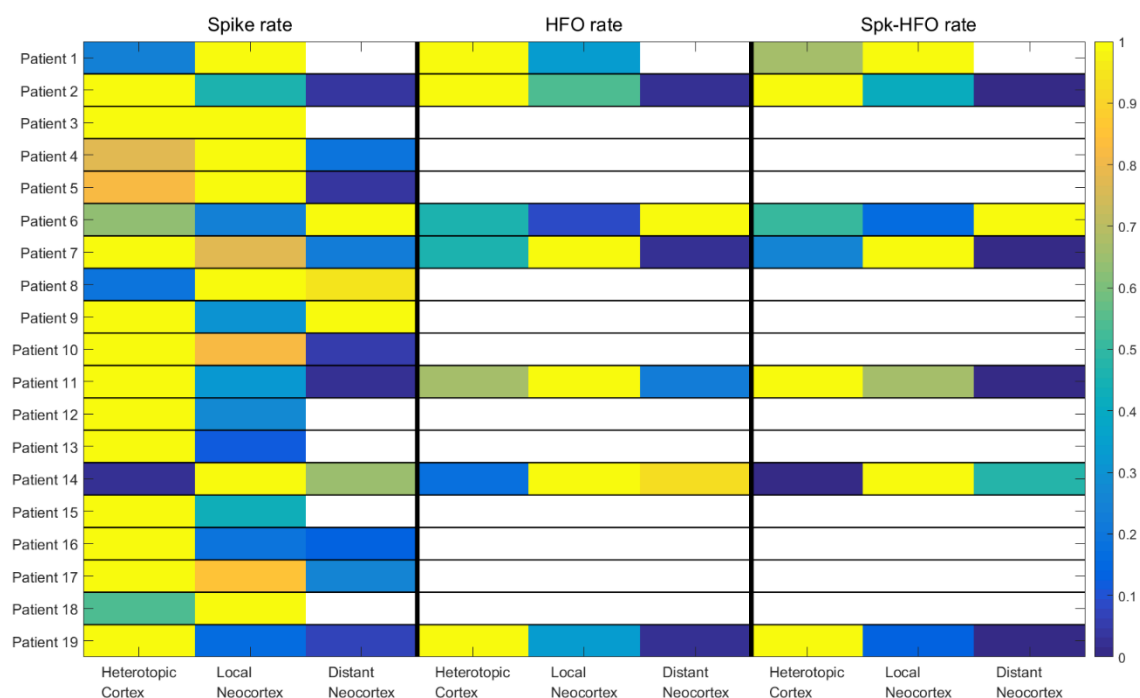 Spike rate HFO rate Spk-HFO rate
Patient 1
Patient 2
Patient 3
Patient 4
Patient 5
Patient 6
Patient 7
Patient 8
Patient 9
Patient 10
Patient 11
Patient 12
Patient 13
Patient 14
Patient 15
Patient 16
Patient 17
Patient 18
Patient 19
1
0.9
0.8
0.7
0.6
0.5
0.4
0.3
0.2
0.1
0
Heterotopic Local Distant Heterotopic Local Distant Heterotopic Local Distant
Cortex Neocortex Neocortex Cortex Neocortex Neocortex Cortex Neocortex Neocortex